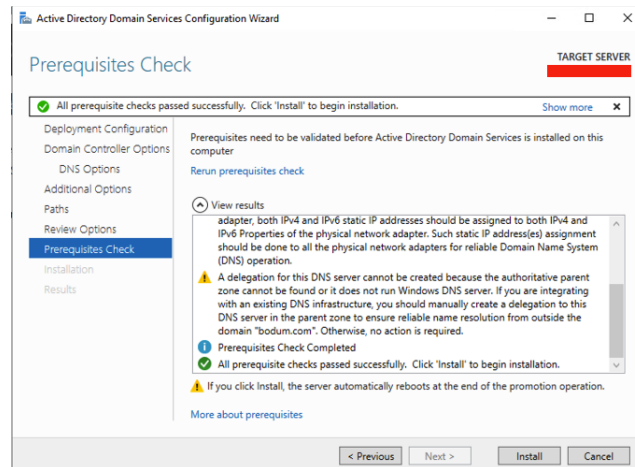 Active Directory Domain Services Configuration Wizard
Prerequisites Check
TARGET SERVER
All prerequisite checks passed successfully. Click 'Install' to begin installation.
Show more
Deployment Configuration
Domain Controller Options
DNS Options
Additional Options
Paths
Review Options
Prerequisites Check
Installation
Results
Prerequisites need to be validated before Active Directory Domain Services is installed on this
computer
Rerun prerequisites check
View results
adapter, both IPv4 and IPv6 static IP addresses should be assigned to both IPv4 and
IPv6 Properties of the physical network adapter. Such static IP address(es) assignment
should be done to all the physical network adapters for reliable Domain Name System
(DNS) operation.
A delegation for this DNS server cannot be created because the authoritative parent
zone cannot be found or it does not run Windows DNS server. If you are integrating
with an existing DNS infrastructure, you should manually create a delegation to this
DNS server in the parent zone to ensure reliable name resolution from outside the
domain "bodum.com". Otherwise, no action is required.
Prerequisites Check Completed
All prerequisite checks passed successfully. Click 'Install' to begin installation.
If you click Install, the server automatically reboots at the end of the promotion operation.
More about prerequisites
< Previous
Next >
Install
Cancel